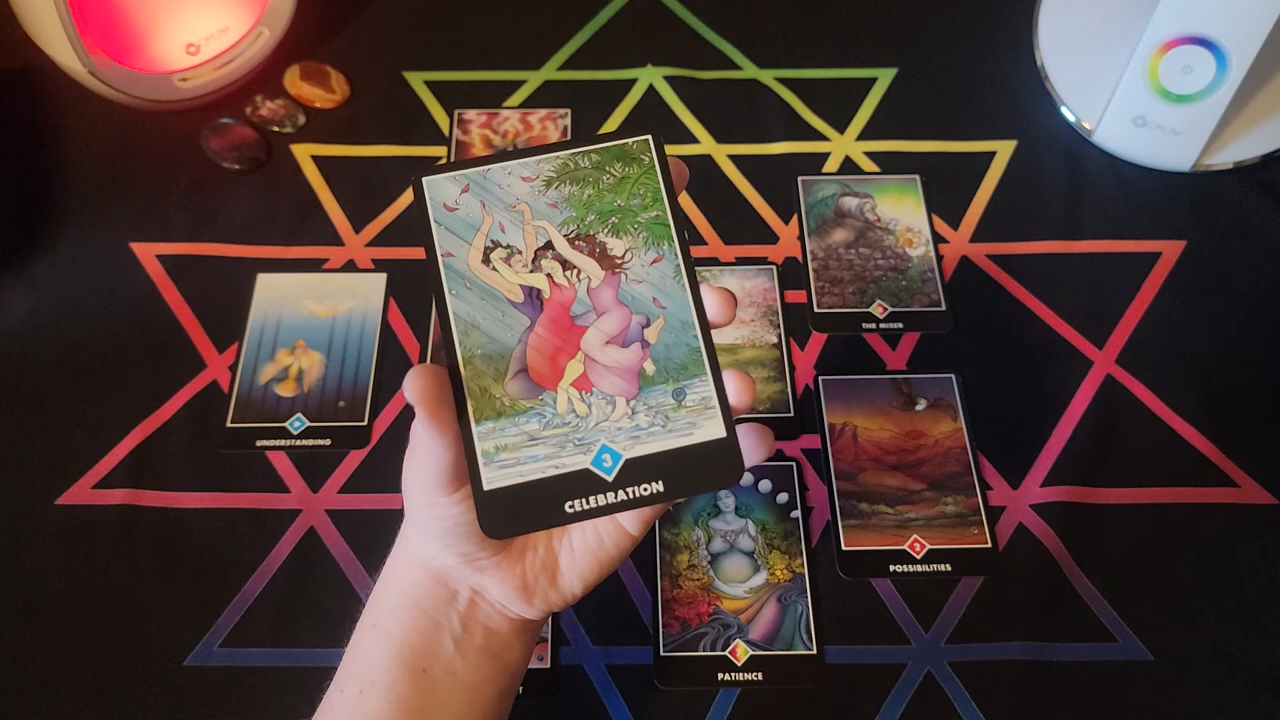 THE MISER
UNDERSTANDING
3
CELEBRATION
2
POSSIBILITIES
PATIENCE
T